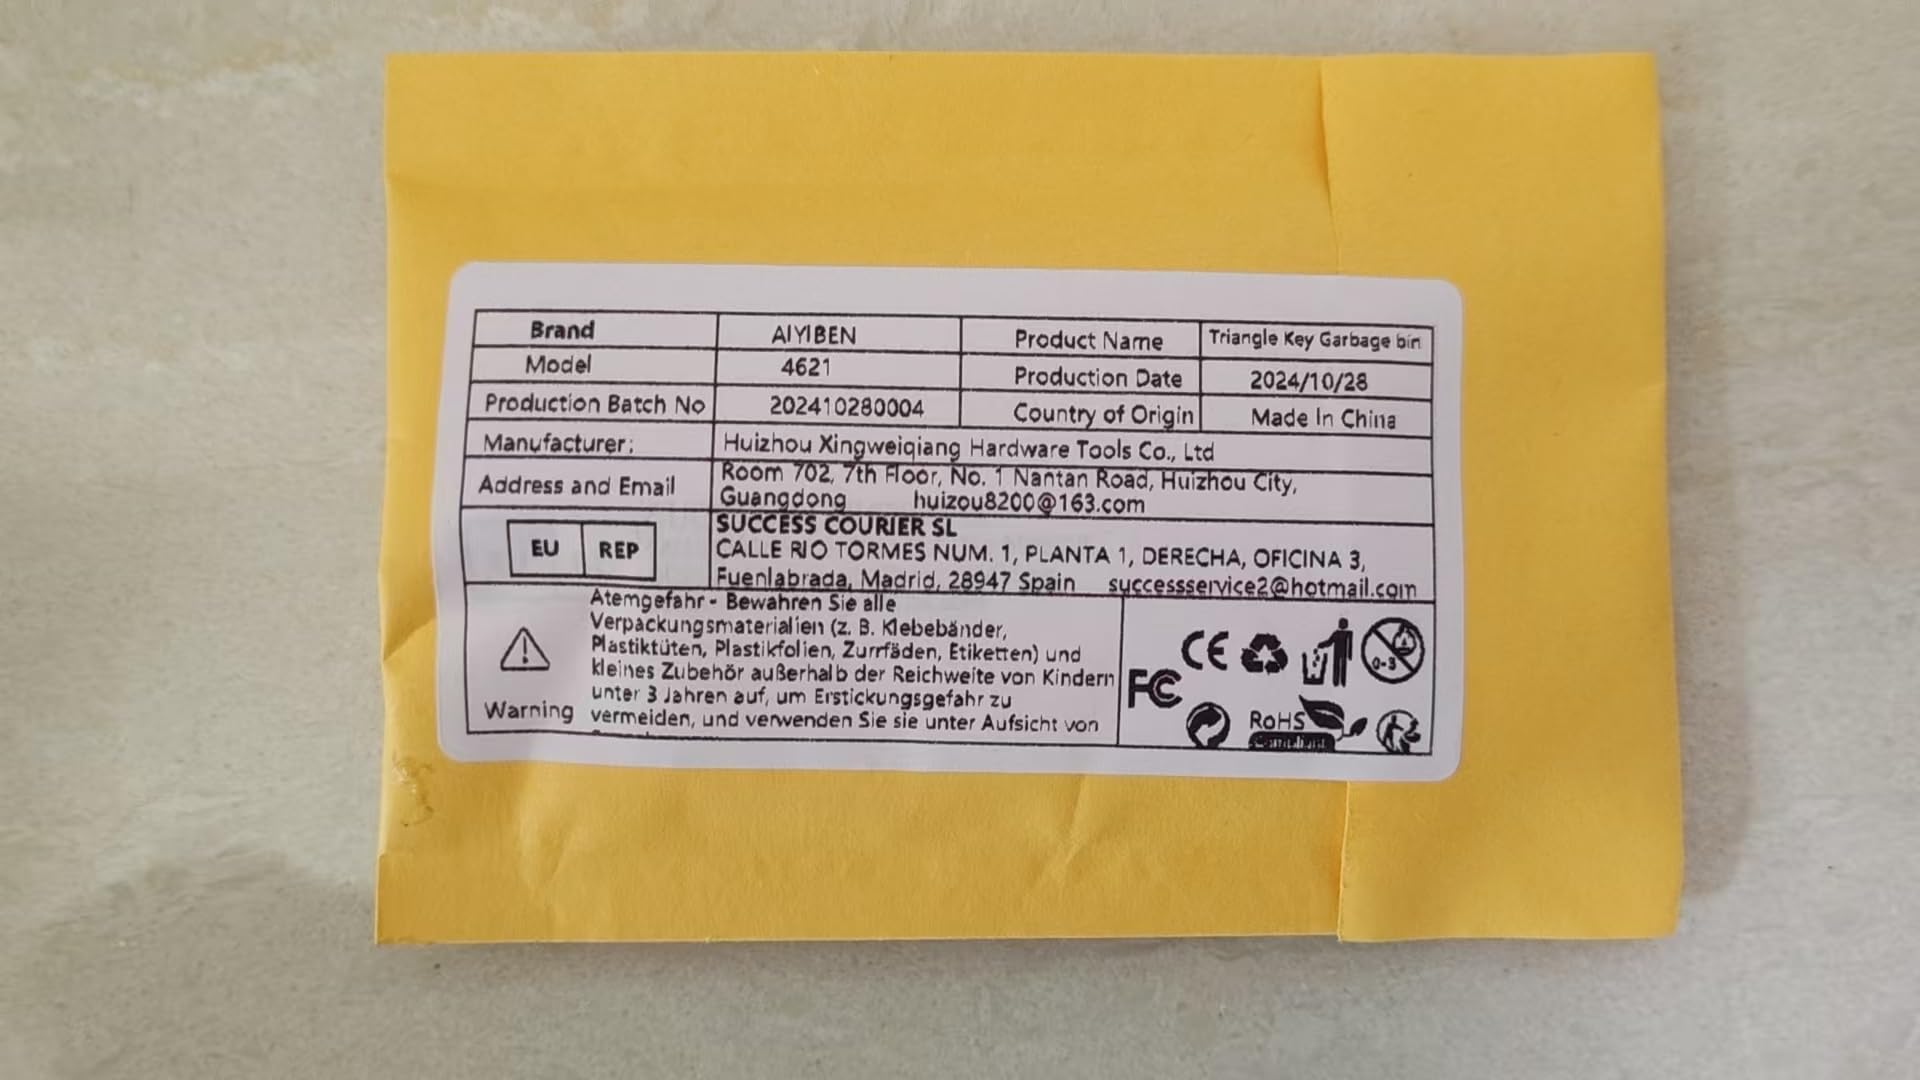 Brand AIYIBEN Product Name Triangle Key Garbage bin
Model 4621 Production Date 2024/10/28
Production Batch No 202410280004 Country of Origin Made In China
Manufacturer: Huizhou Xingweiqiang Hardware Tools Co., Ltd
Address and Email
Room 702, 7th Floor, No. 1 Nantan Road, Huizhou City,
Guangdong huizou8200@163.com
EU REP
SUCCESS COURIER SL
CALLE RIO TORMES NUM. 1, PLANTA 1, DERECHA, OFICINA 3,
Fuenlabrada, Madrid, 28947 Spain successservice2@hotmail.com
Warning
Atemgefahr - Bewahren Sie alle
Verpackungsmaterialien (z. B. Klebebänder,
Plastiktüten, Plastikfolien, Zurrfäden, Etiketten) und
kleines Zubehör außerhalb der Reichweite von Kindern
unter 3 Jahren auf, um Erstickungsgefahr zu
vermeiden, und verwenden Sie sie unter Aufsicht von
CE
0-3
FC
RoHS
Compliant